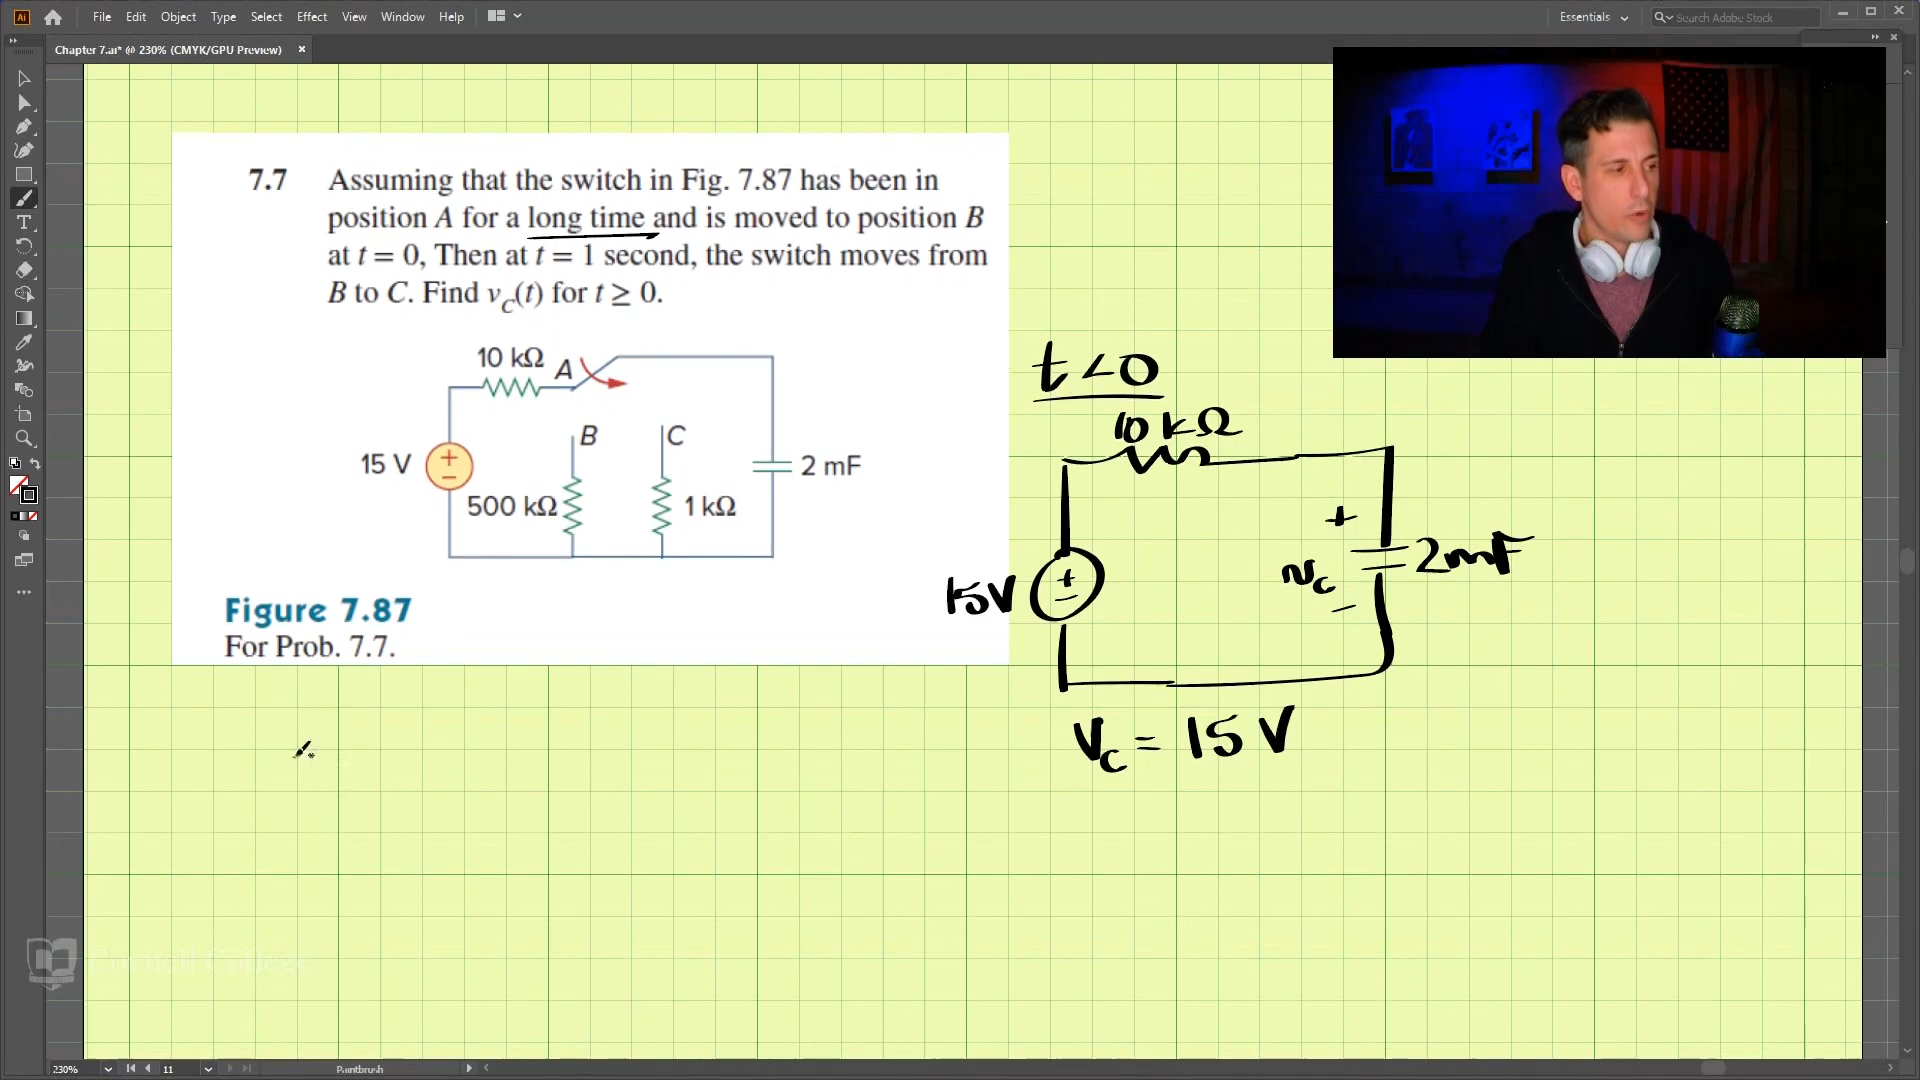 File Edit Object Type Select Effect View Window Help
Essentials
Search Adobe Stock
Chapter 7.ai* @ 230% (CMYK/GPU Preview) ×
7.7 Assuming that the switch in Fig. 7.87 has been in
position A for a long time and is moved to position B
at t = 0, Then at t = 1 second, the switch moves from
B to C. Find v_C(t) for t ≥ 0.
10 kΩ A
B C
15 V + −
2 mF
500 kΩ
1 kΩ
Figure 7.87
For Prob. 7.7.
t<0
10 kΩ
+
15V + −
v_c 2mF
−
V_c = 15 V
230% 11 Paintbrush